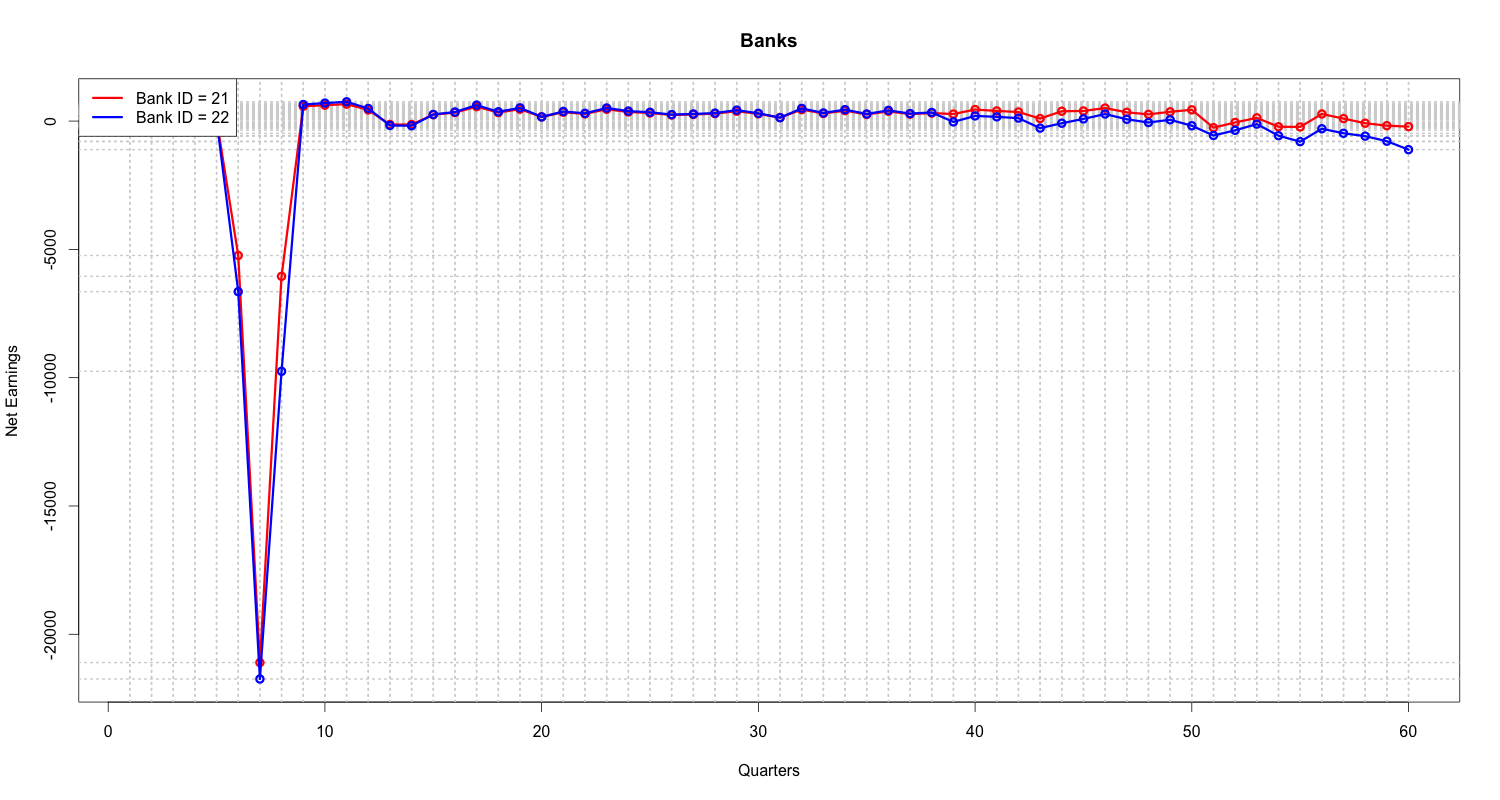 Banks
Bank ID = 21
Bank ID = 22
0
-5000
-10000
-15000
-20000
Net Earnings
0 10 20 30 40 50 60
Quarters